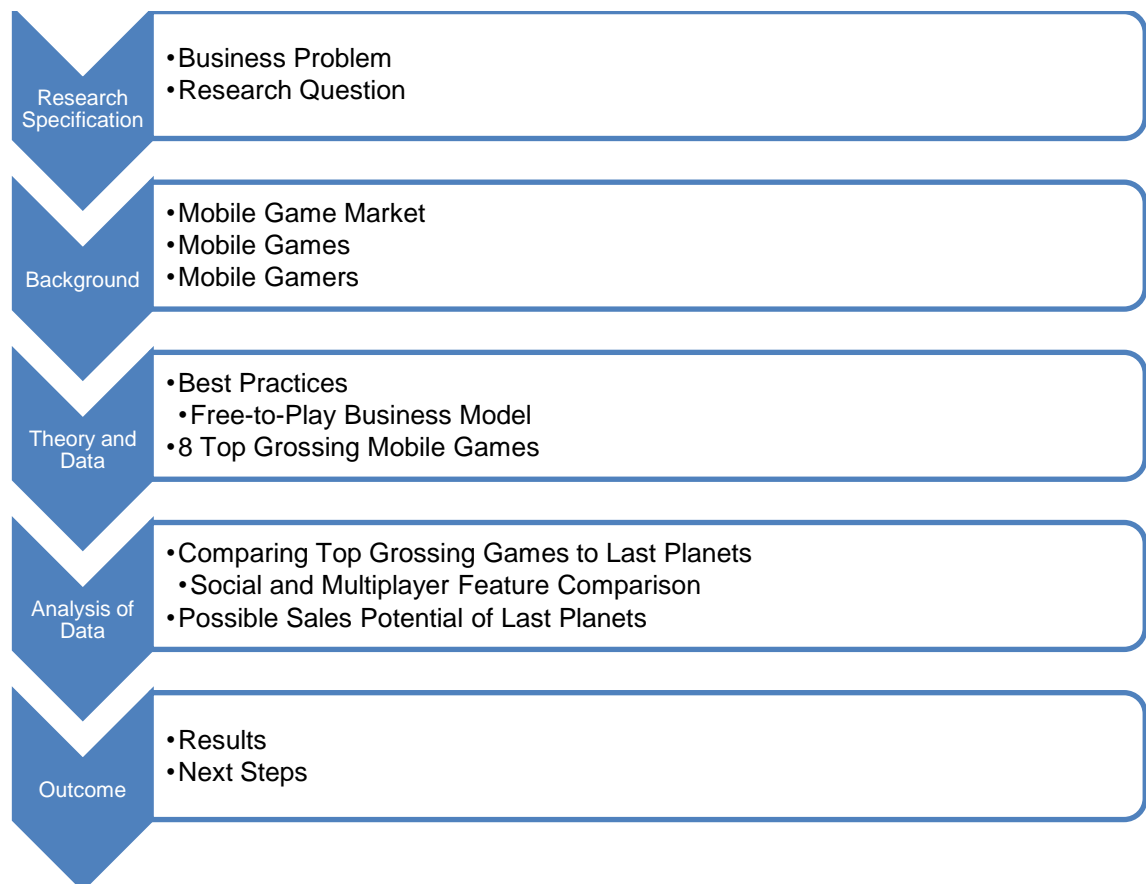 Research
Specification
•Business Problem
•Research Question
Background
•Mobile Game Market
•Mobile Games
•Mobile Gamers
Theory and
Data
•Best Practices
•Free-to-Play Business Model
•8 Top Grossing Mobile Games
Analysis of
Data
•Comparing Top Grossing Games to Last Planets
•Social and Multiplayer Feature Comparison
•Possible Sales Potential of Last Planets
Outcome
•Results
•Next Steps